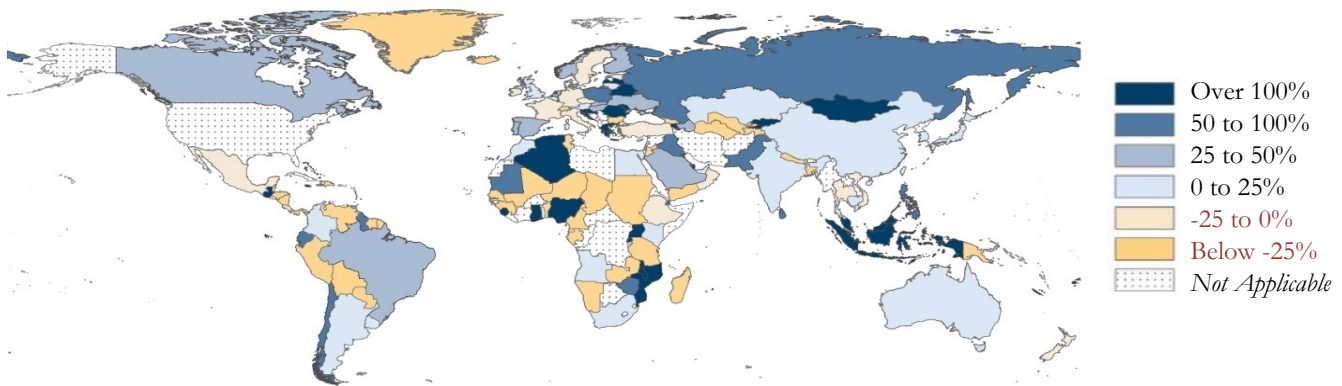 Over 100%
50 to 100%
25 to 50%
0 to 25%
-25 to 0%
Below -25%
Not Applicable